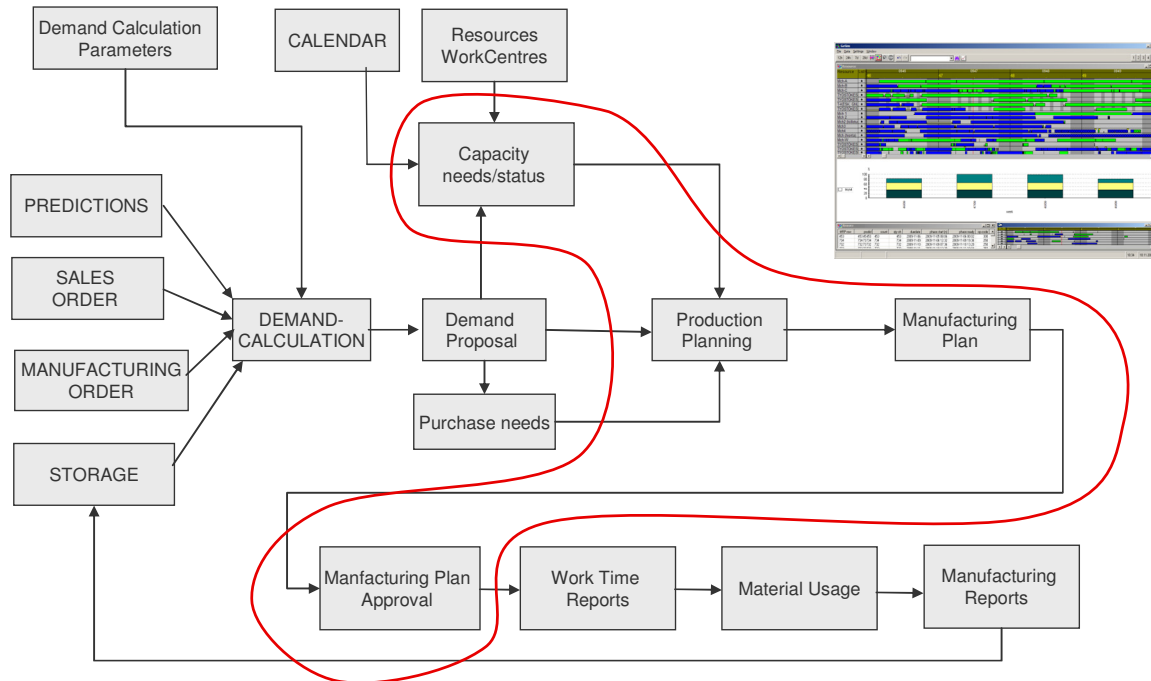 Demand Calculation
Parameters
CALENDAR
Resources
WorkCentres
Capacity
needs/status
PREDICTIONS
SALES
ORDER
MANUFACTURING
ORDER
STORAGE
DEMAND-
CALCULATION
Demand
Proposal
Purchase needs
Production
Planning
Manufacturing
Plan
Manfacturing Plan
Approval
Work Time
Reports
Material Usage
Manufacturing
Reports